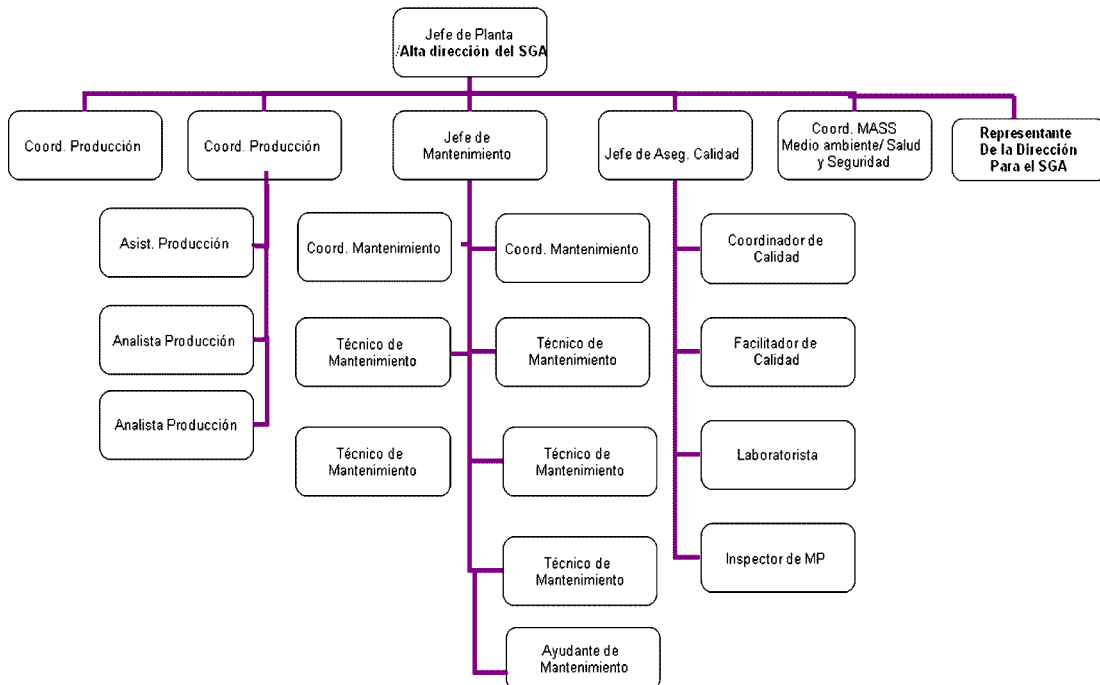 Jefe de Planta
/Alta dirección del SGA
Coord. Producción
Coord. Producción
Jefe de
Mantenimiento
Jefe de Aseg. Calidad
Coord. MASS
Medio ambiente/ Salud
y Seguridad
Representante
De la Dirección
Para el SGA
Asist. Producción
Coord. Mantenimiento
Coord. Mantenimiento
Coordinador de
Calidad
Analista Producción
Técnico de
Mantenimiento
Técnico de
Mantenimiento
Facilitador de
Calidad
Analista Producción
Técnico de
Mantenimiento
Técnico de
Mantenimiento
Laboratorista
Técnico de
Mantenimiento
Inspector de MP
Ayudante de
Mantenimiento